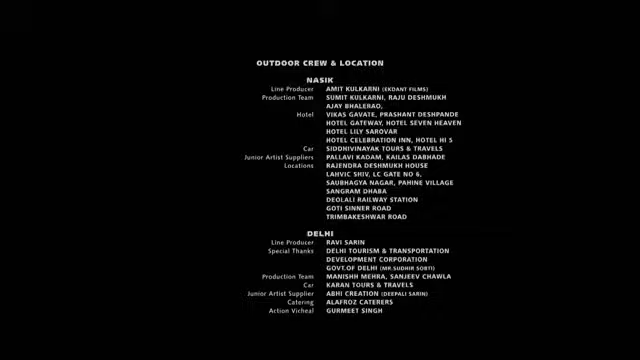 OUTDOOR CREW & LOCATION
NASIK
Line Producer AMIT KULKARNI (EKDANT FILMS)
Production Team SUMIT KULKARNI, RAJU DESHMUKH
AJAY BHALERAO,
Hotel VIKAS GAVATE, PRASHANT DESHPANDE
HOTEL GATEWAY, HOTEL SEVEN HEAVEN
HOTEL LILY SAROVAR
HOTEL CELEBRATION INN, HOTEL HI 5
Car SIDDHIVINAYAK TOURS & TRAVELS
Junior Artist Suppliers PALLAVI KADAM, KAILAS DABHADE
Locations RAJENDRA DESHMUKH HOUSE
LAHVIC SHIV, LC GATE NO 6,
SAUBHAGYA NAGAR, PAHINE VILLAGE
SANGRAM DHABA
DEOLALI RAILWAY STATION
GOTI SINNER ROAD
TRIMBAKESHWAR ROAD
DELHI
Line Producer RAVI SARIN
Special Thanks DELHI TOURISM & TRANSPORTATION
DEVELOPMENT CORPORATION
GOVT.OF DELHI (MR.SUDHIR SOBTI)
Production Team MANISHH MEHRA, SANJEEV CHAWLA
Car KARAN TOURS & TRAVELS
Junior Artist Supplier ABHI CREATION (DEEPALI SARIN)
Catering ALAFROZ CATERERS
Action Vicheal GURMEET SINGH